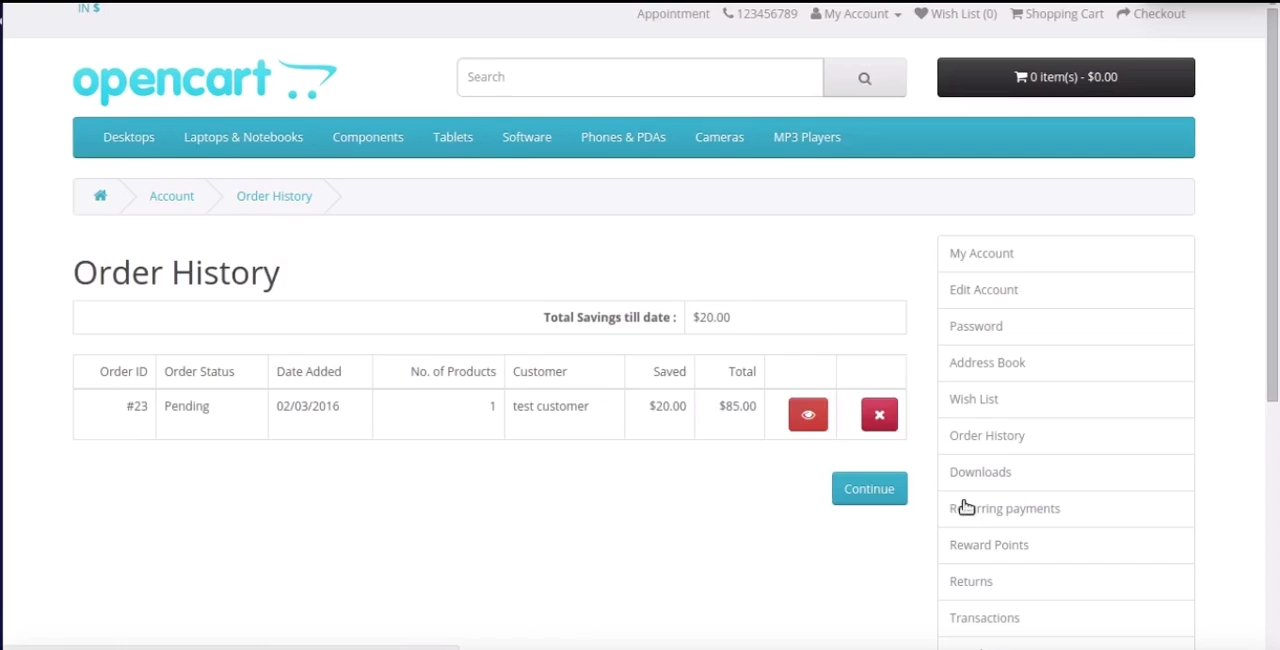 IN $
Appointment 123456789 My Account Wish List (0) Shopping Cart Checkout
opencart
Search
0 item(s) - $0.00
Desktops Laptops & Notebooks Components Tablets Software Phones & PDAs Cameras MP3 Players
Account Order History
Order History
Total Savings till date : $20.00
Order ID Order Status Date Added No. of Products Customer Saved Total
#23 Pending 02/03/2016 1 test customer $20.00 $85.00
Continue
My Account
Edit Account
Password
Address Book
Wish List
Order History
Downloads
Recurring payments
Reward Points
Returns
Transactions